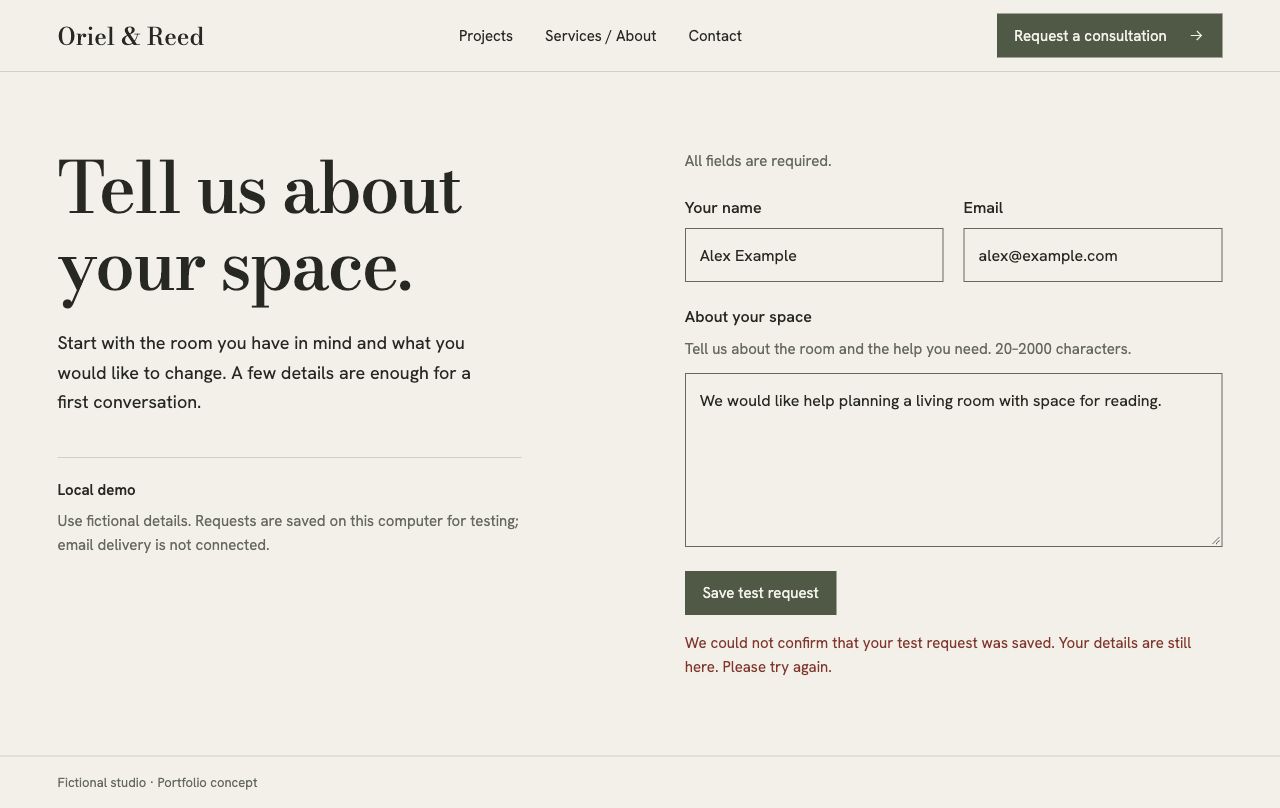 Oriel & Reed
Projects
Services / About
Contact
Request a consultation →
Tell us about
your space.
Start with the room you have in mind and what you
would like to change. A few details are enough for a
first conversation.
Local demo
Use fictional details. Requests are saved on this computer for testing;
email delivery is not connected.
All fields are required.
Your name
Alex Example
Email
alex@example.com
About your space
Tell us about the room and the help you need. 20–2000 characters.
We would like help planning a living room with space for reading.
Save test request
We could not confirm that your test request was saved. Your details are still
here. Please try again.
Fictional studio · Portfolio concept